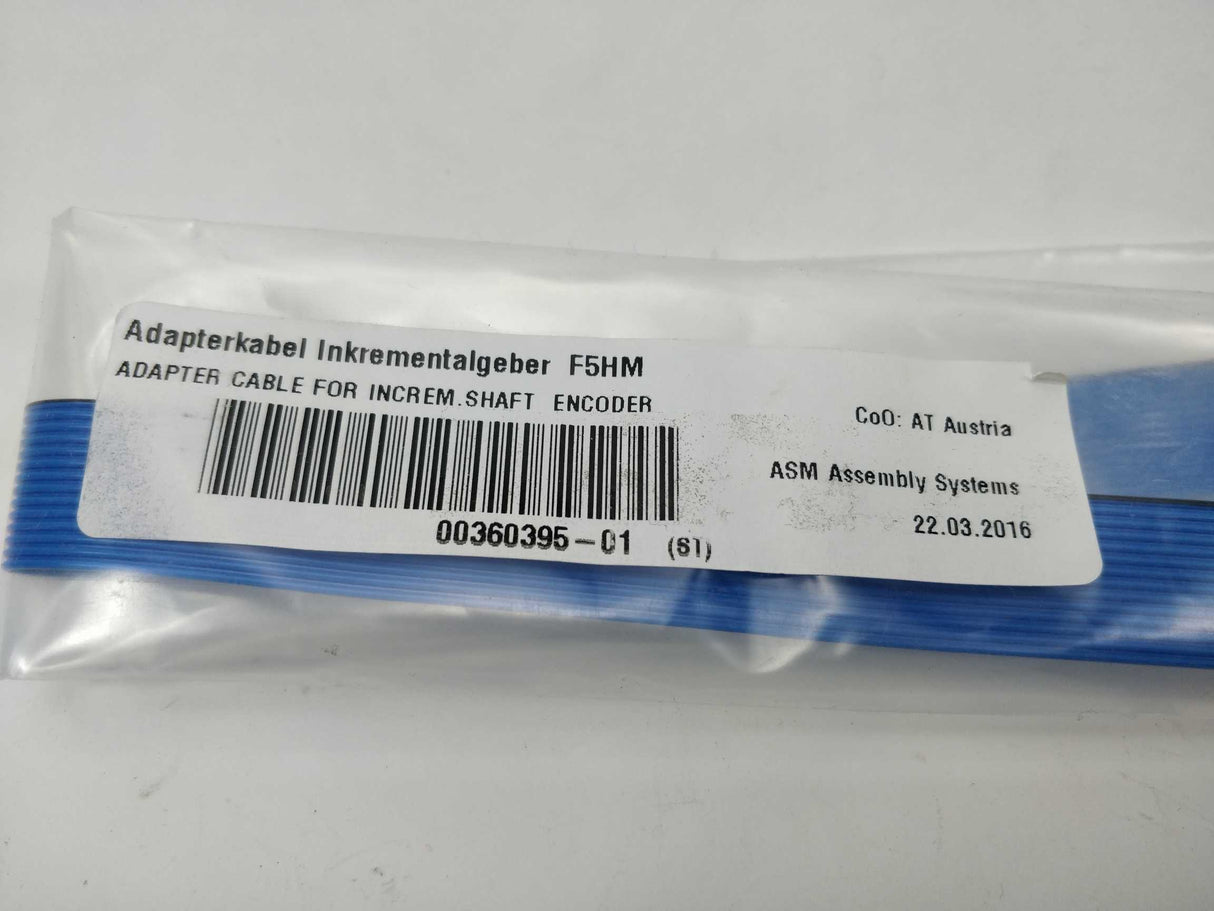 Adapterkabel Inkrementalgeber F5HM
ADAPTER CABLE FOR INCREM.SHAFT ENCODER
CoO: AT Austria
ASM Assembly Systems
22.03.2016
00360395-01 (ST)